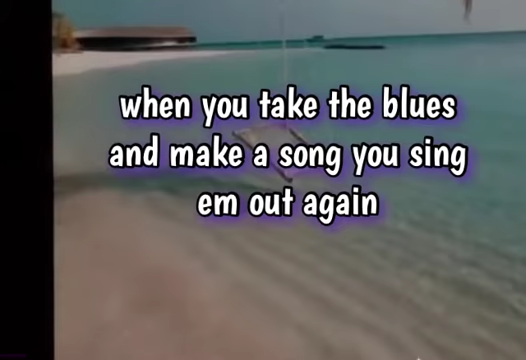 when you take the blues
and make a song you sing
em out again